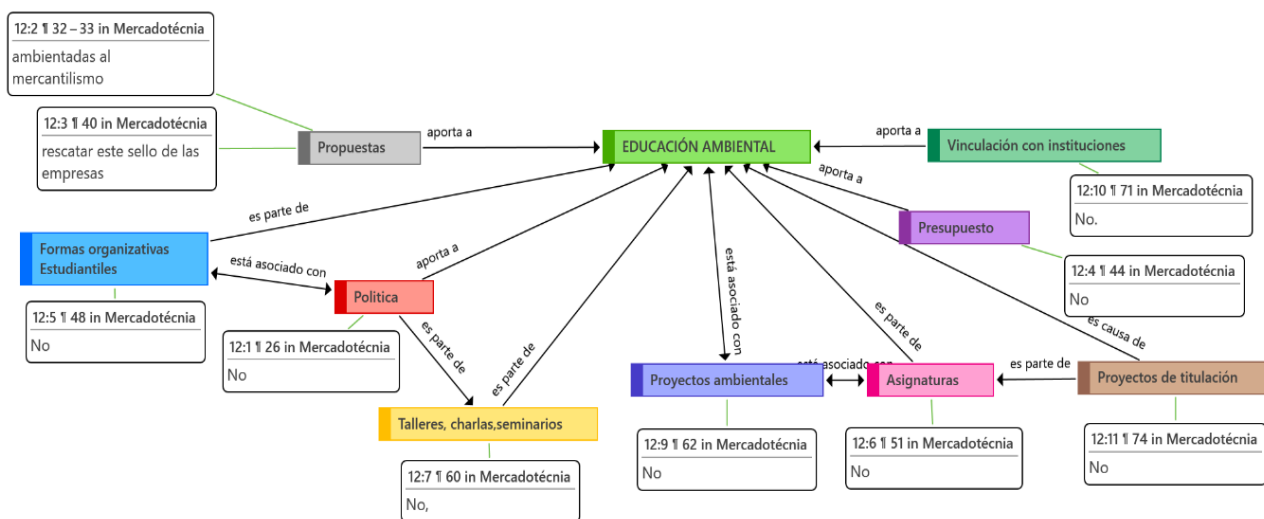 12:2 ¶ 32 – 33 in Mercadotécnia
ambientadas al
mercantilismo
12:3 ¶ 40 in Mercadotécnia
rescatar este sello de las
empresas
Propuestas
aporta a
EDUCACIÓN AMBIENTAL
aporta a
Vinculación con instituciones
12:10 ¶ 71 in Mercadotécnia
No.
aporta a
Presupuesto
12:4 ¶ 44 in Mercadotécnia
No
es parte de
Formas organizativas
Estudiantiles
está asociado con
12:5 ¶ 48 in Mercadotécnia
No
aporta a
Politica
12:1 ¶ 26 in Mercadotécnia
No
es parte de
es parte de
Talleres, charlas,seminarios
12:7 ¶ 60 in Mercadotécnia
No,
está asociado con
Proyectos ambientales
12:9 ¶ 62 in Mercadotécnia
No
está asociado con
es parte de
Asignaturas
12:6 ¶ 51 in Mercadotécnia
No
es parte de
es causa de
Proyectos de titulación
12:11 ¶ 74 in Mercadotécnia
No